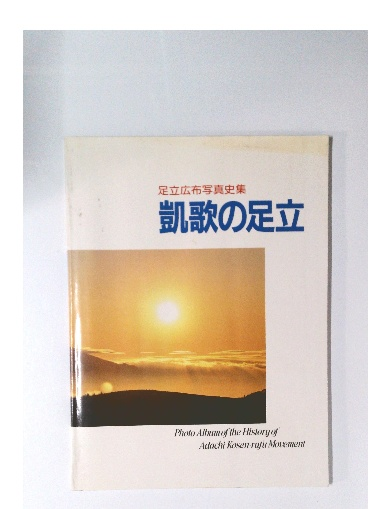 足立広布写真史集
凱歌の足立
Photo Album of the History of
Adachi Kosen-rufu Movement